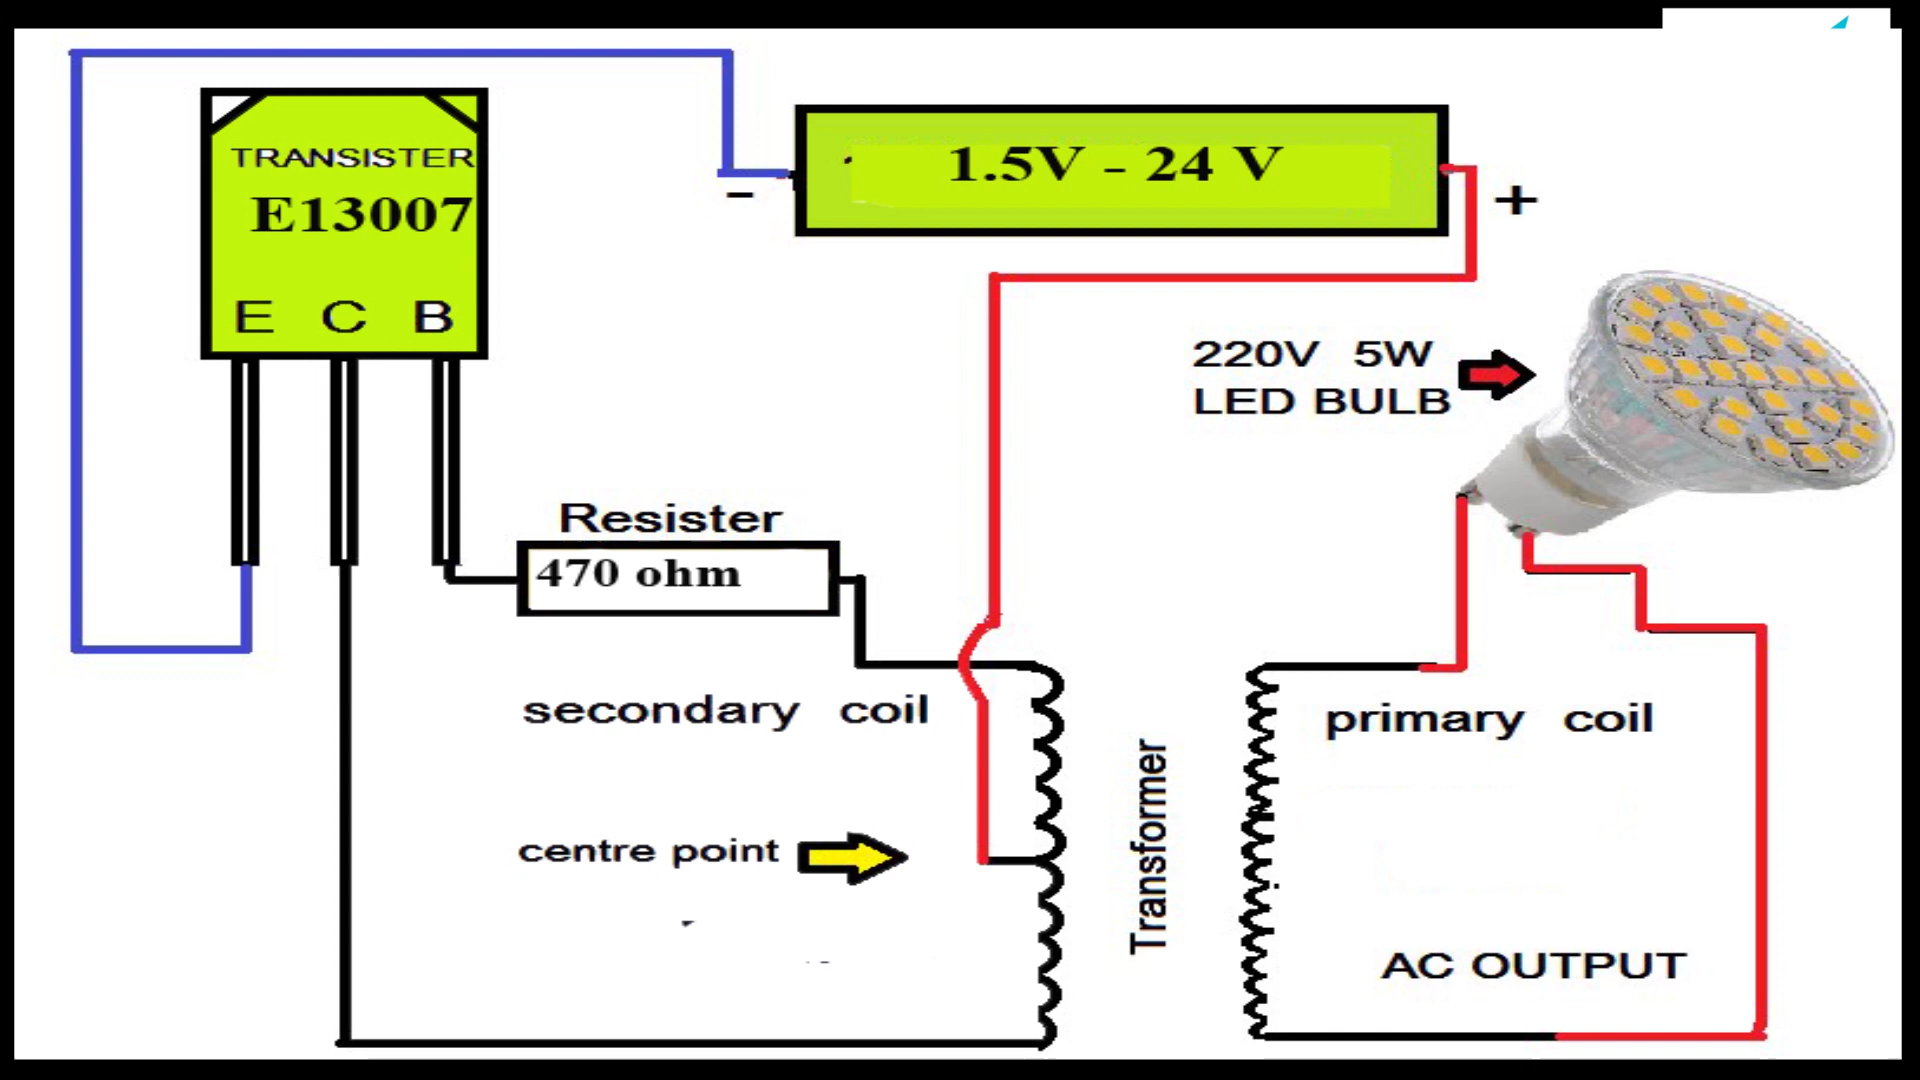 TRANSISTER
E13007
E C B
1.5V - 24 V
-
+
220V 5W
LED BULB
Resister
470 ohm
secondary coil
primary coil
centre point
Transformer
AC OUTPUT